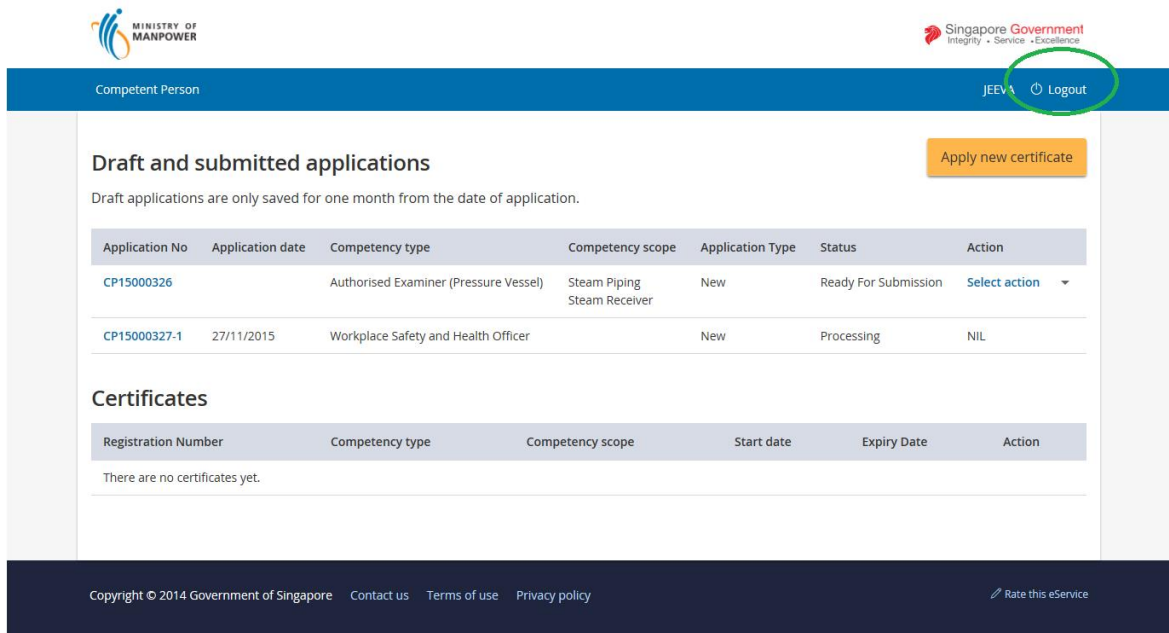 MINISTRY OF
MANPOWER
Singapore Government
Integrity • Service • Excellence
Competent Person JEEVA Logout
Draft and submitted applications Apply new certificate
Draft applications are only saved for one month from the date of application.
Application No Application date Competency type Competency scope Application Type Status Action
CP15000326 Authorised Examiner (Pressure Vessel) Steam Piping New Ready For Submission Select action
Steam Receiver
CP15000327-1 27/11/2015 Workplace Safety and Health Officer New Processing NIL
Certificates
Registration Number Competency type Competency scope Start date Expiry Date Action
There are no certificates yet.
Copyright © 2014 Government of Singapore Contact us Terms of use Privacy policy Rate this eService